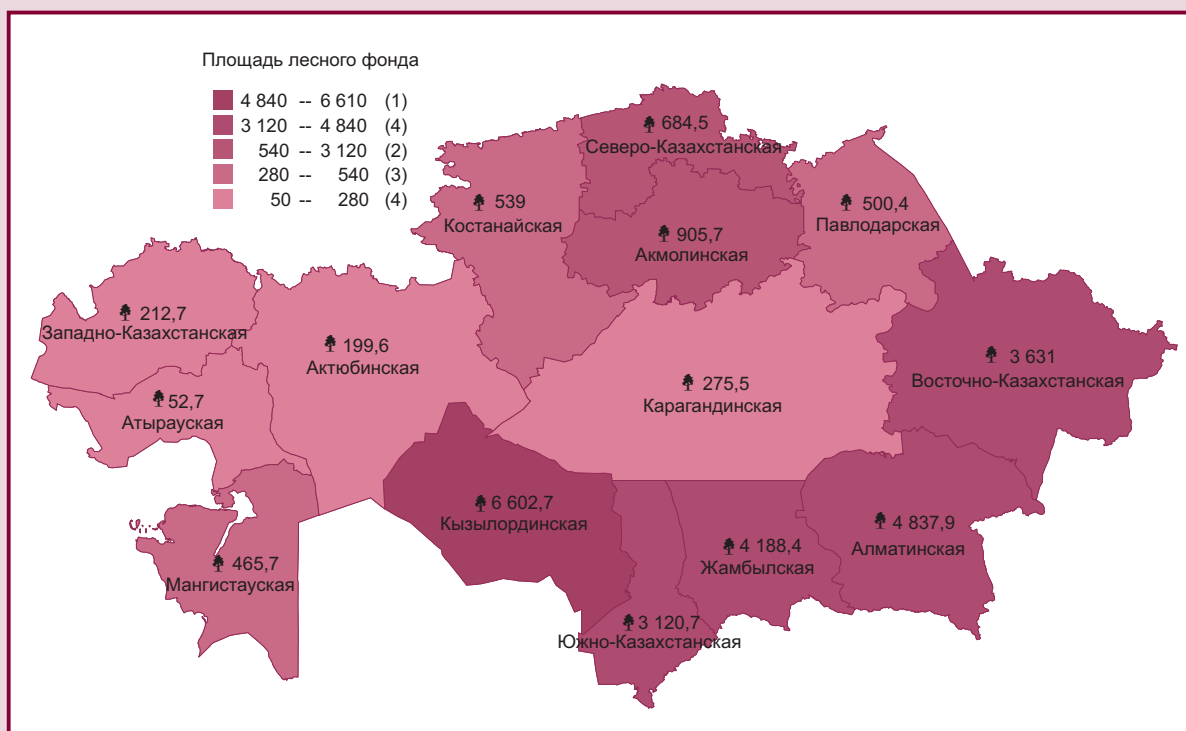 Площадь лесного фонда
4 840 -- 6 610 (1)
3 120 -- 4 840 (4)
540 -- 3 120 (2)
280 -- 540 (3)
50 -- 280 (4)
684,5
Северо-Казахстанская
539
Костанайская
500,4
Павлодарская
905,7
Акмолинская
212,7
Западно-Казахстанская
199,6
Актюбинская
3 631
Восточно-Казахстанская
275,5
Карагандинская
52,7
Атырауская
6 602,7
Кызылординская
4 837,9
Алматинская
4 188,4
Жамбылская
465,7
Мангистауская
3 120,7
Южно-Казахстанская